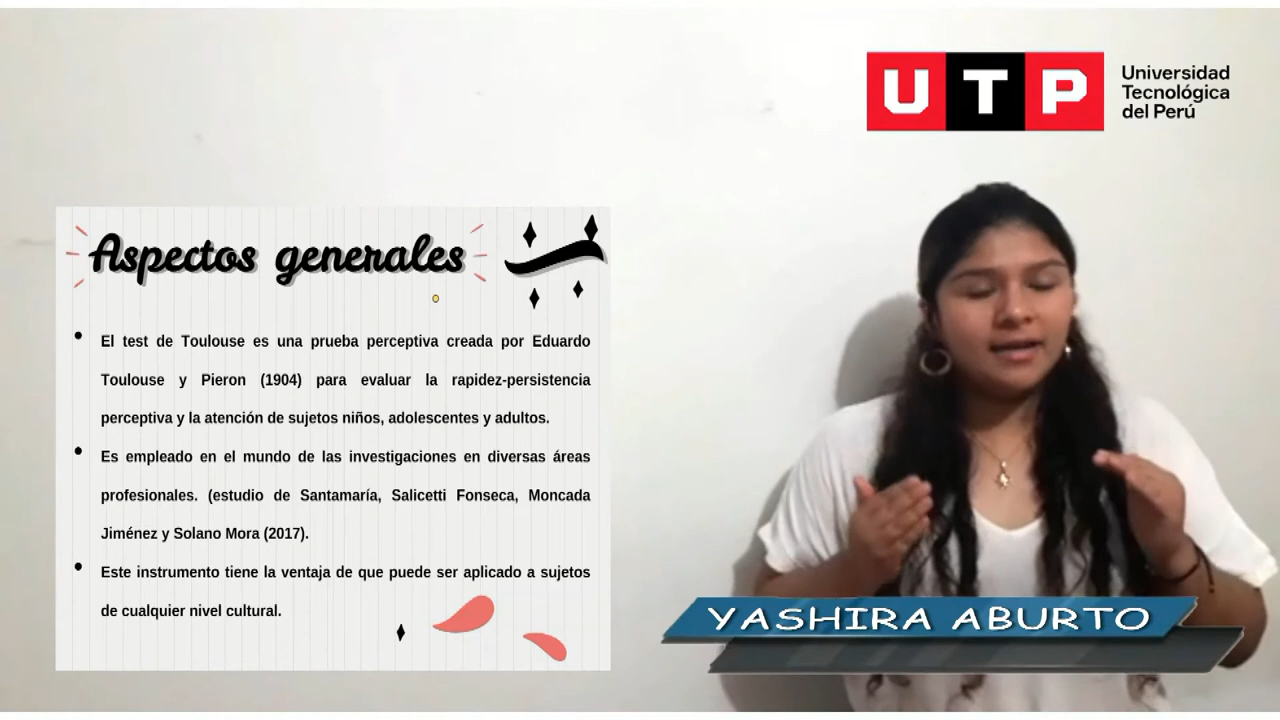 UTP
Universidad
Tecnológica
del Perú
Aspectos generales
• El test de Toulouse es una prueba perceptiva creada por Eduardo
Toulouse y Pieron (1904) para evaluar la rapidez-persistencia
perceptiva y la atención de sujetos niños, adolescentes y adultos.
• Es empleado en el mundo de las investigaciones en diversas áreas
profesionales. (estudio de Santamaría, Salicetti Fonseca, Moncada
Jiménez y Solano Mora (2017).
• Este instrumento tiene la ventaja de que puede ser aplicado a sujetos
de cualquier nivel cultural.
YASHIRA ABURTO